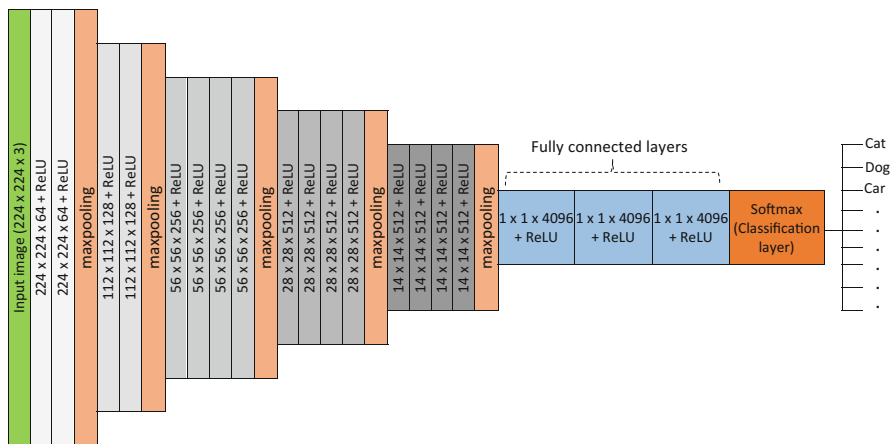 Input image (224 x 224 x 3)
224 x 224 x 64 + ReLU
224 x 224 x 64 + ReLU
maxpooling
112 x 112 x 128 + ReLU
112 x 112 x 128 + ReLU
maxpooling
56 x 56 x 256 + ReLU
56 x 56 x 256 + ReLU
56 x 56 x 256 + ReLU
56 x 56 x 256 + ReLU
maxpooling
28 x 28 x 512 + ReLU
28 x 28 x 512 + ReLU
28 x 28 x 512 + ReLU
28 x 28 x 512 + ReLU
maxpooling
14 x 14 x 512 + ReLU
14 x 14 x 512 + ReLU
14 x 14 x 512 + ReLU
14 x 14 x 512 + ReLU
maxpooling
Fully connected layers
1 x 1 x 4096
+ ReLU
1 x 1 x 4096
+ ReLU
1 x 1 x 4096
+ ReLU
Softmax
(Classification
layer)
Cat
Dog
Car
.
.
.
.
.